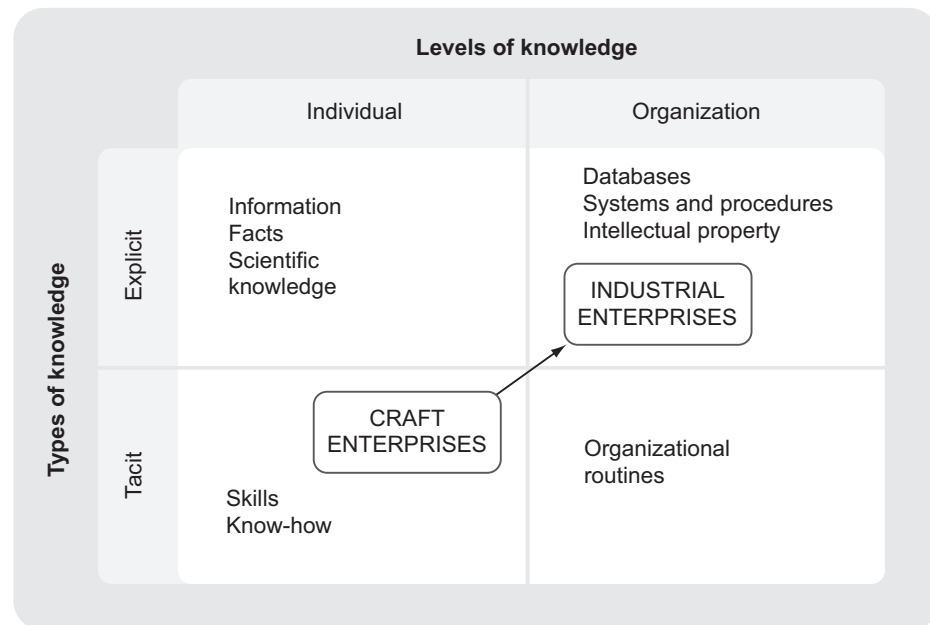 Levels of knowledge
Individual
Organization
Types of knowledge
Explicit
Information
Facts
Scientific
knowledge
Databases
Systems and procedures
Intellectual property
INDUSTRIAL
ENTERPRISES
Tacit
CRAFT
ENTERPRISES
Skills
Know-how
Organizational
routines